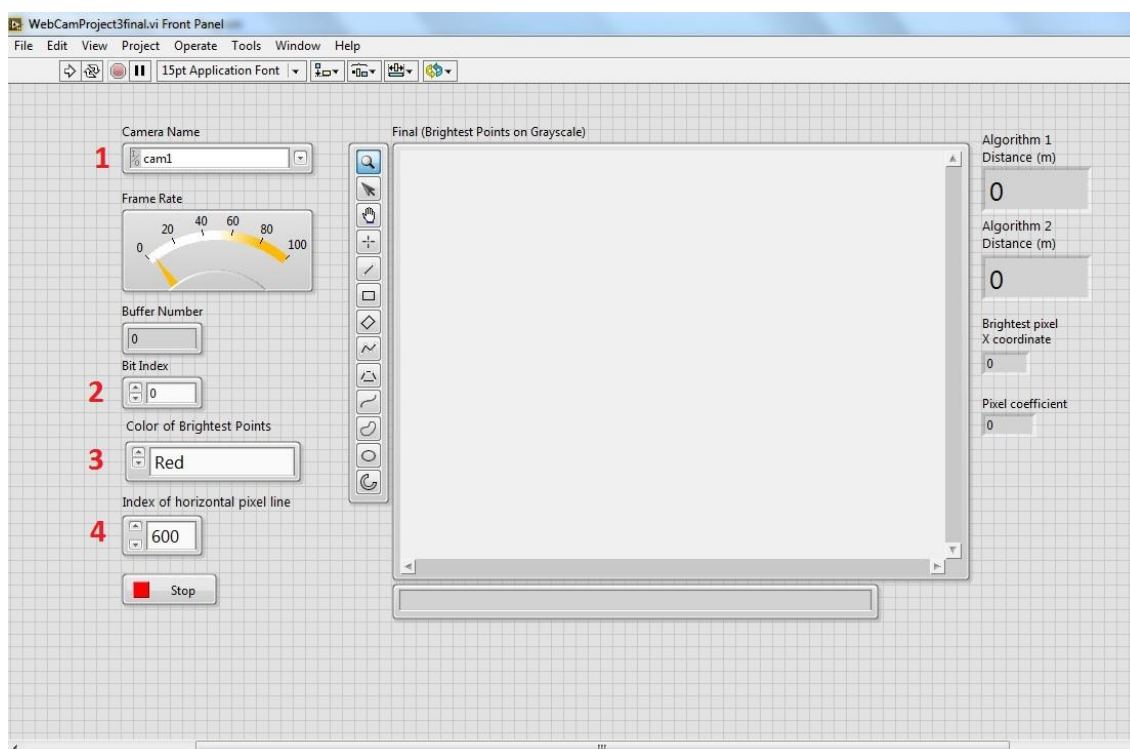 WebCamProject3final.vi Front Panel
File Edit View Project Operate Tools Window Help
15pt Application Font
Camera Name
1
cam1
Frame Rate
0 20 40 60 80 100
Buffer Number
0
Bit Index
2
0
Color of Brightest Points
3
Red
Index of horizontal pixel line
4
600
Stop
Final (Brightest Points on Grayscale)
Algorithm 1
Distance (m)
0
Algorithm 2
Distance (m)
0
Brightest pixel
X coordinate
0
Pixel coefficient
0